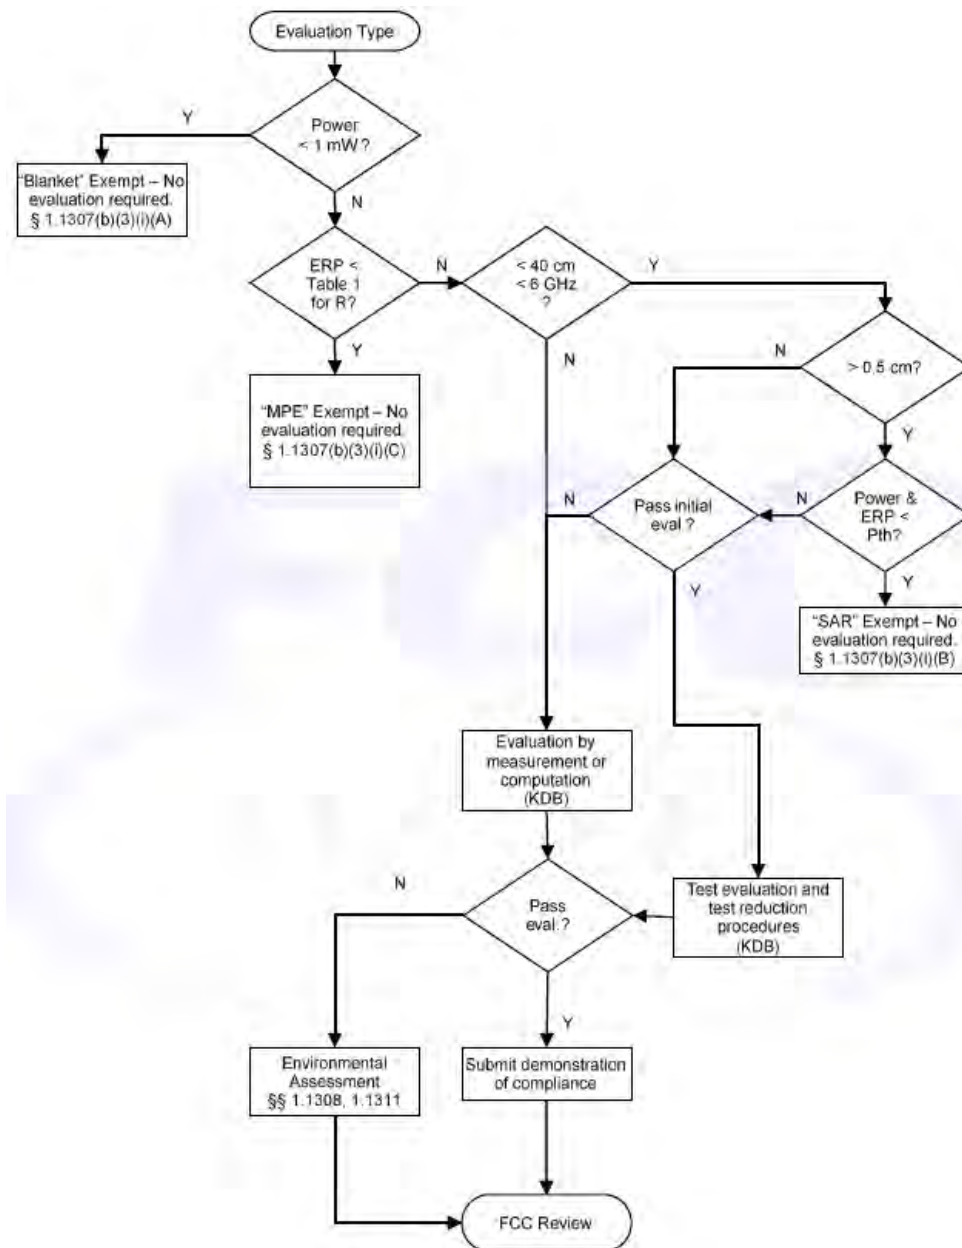 Evaluation Type
Power
< 1 mW?
Y
"Blanket" Exempt – No
evaluation required.
§ 1.1307(b)(3)(i)(A)
N
ERP <
Table 1
for R?
N
< 40 cm
< 6 GHz
?
Y
Y
"MPE" Exempt – No
evaluation required.
§ 1.1307(b)(3)(i)(C)
N
> 0.5 cm?
N
Y
Pass initial
eval.?
N
Power &
ERP <
Pth?
N
Y
"SAR" Exempt – No
evaluation required.
§ 1.1307(b)(3)(i)(B)
Y
Evaluation by
measurement or
computation
(KDB)
Test evaluation and
test reduction
procedures
(KDB)
Pass
eval.?
N
Y
Environmental
Assessment
§§ 1.1308, 1.1311
Submit demonstration
of compliance
FCC Review